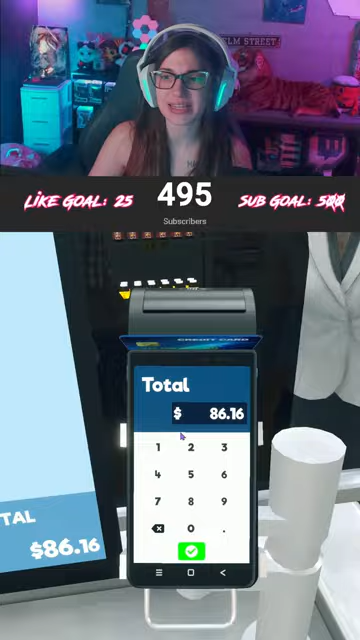 ELM STREET
LIKE GOAL: 25
495
Subscribers
SUB GOAL: 500
CREDIT CARD
Total
$ 86.16
1 2 3
4 5 6
7 8 9
0 .
TAL
$86.16